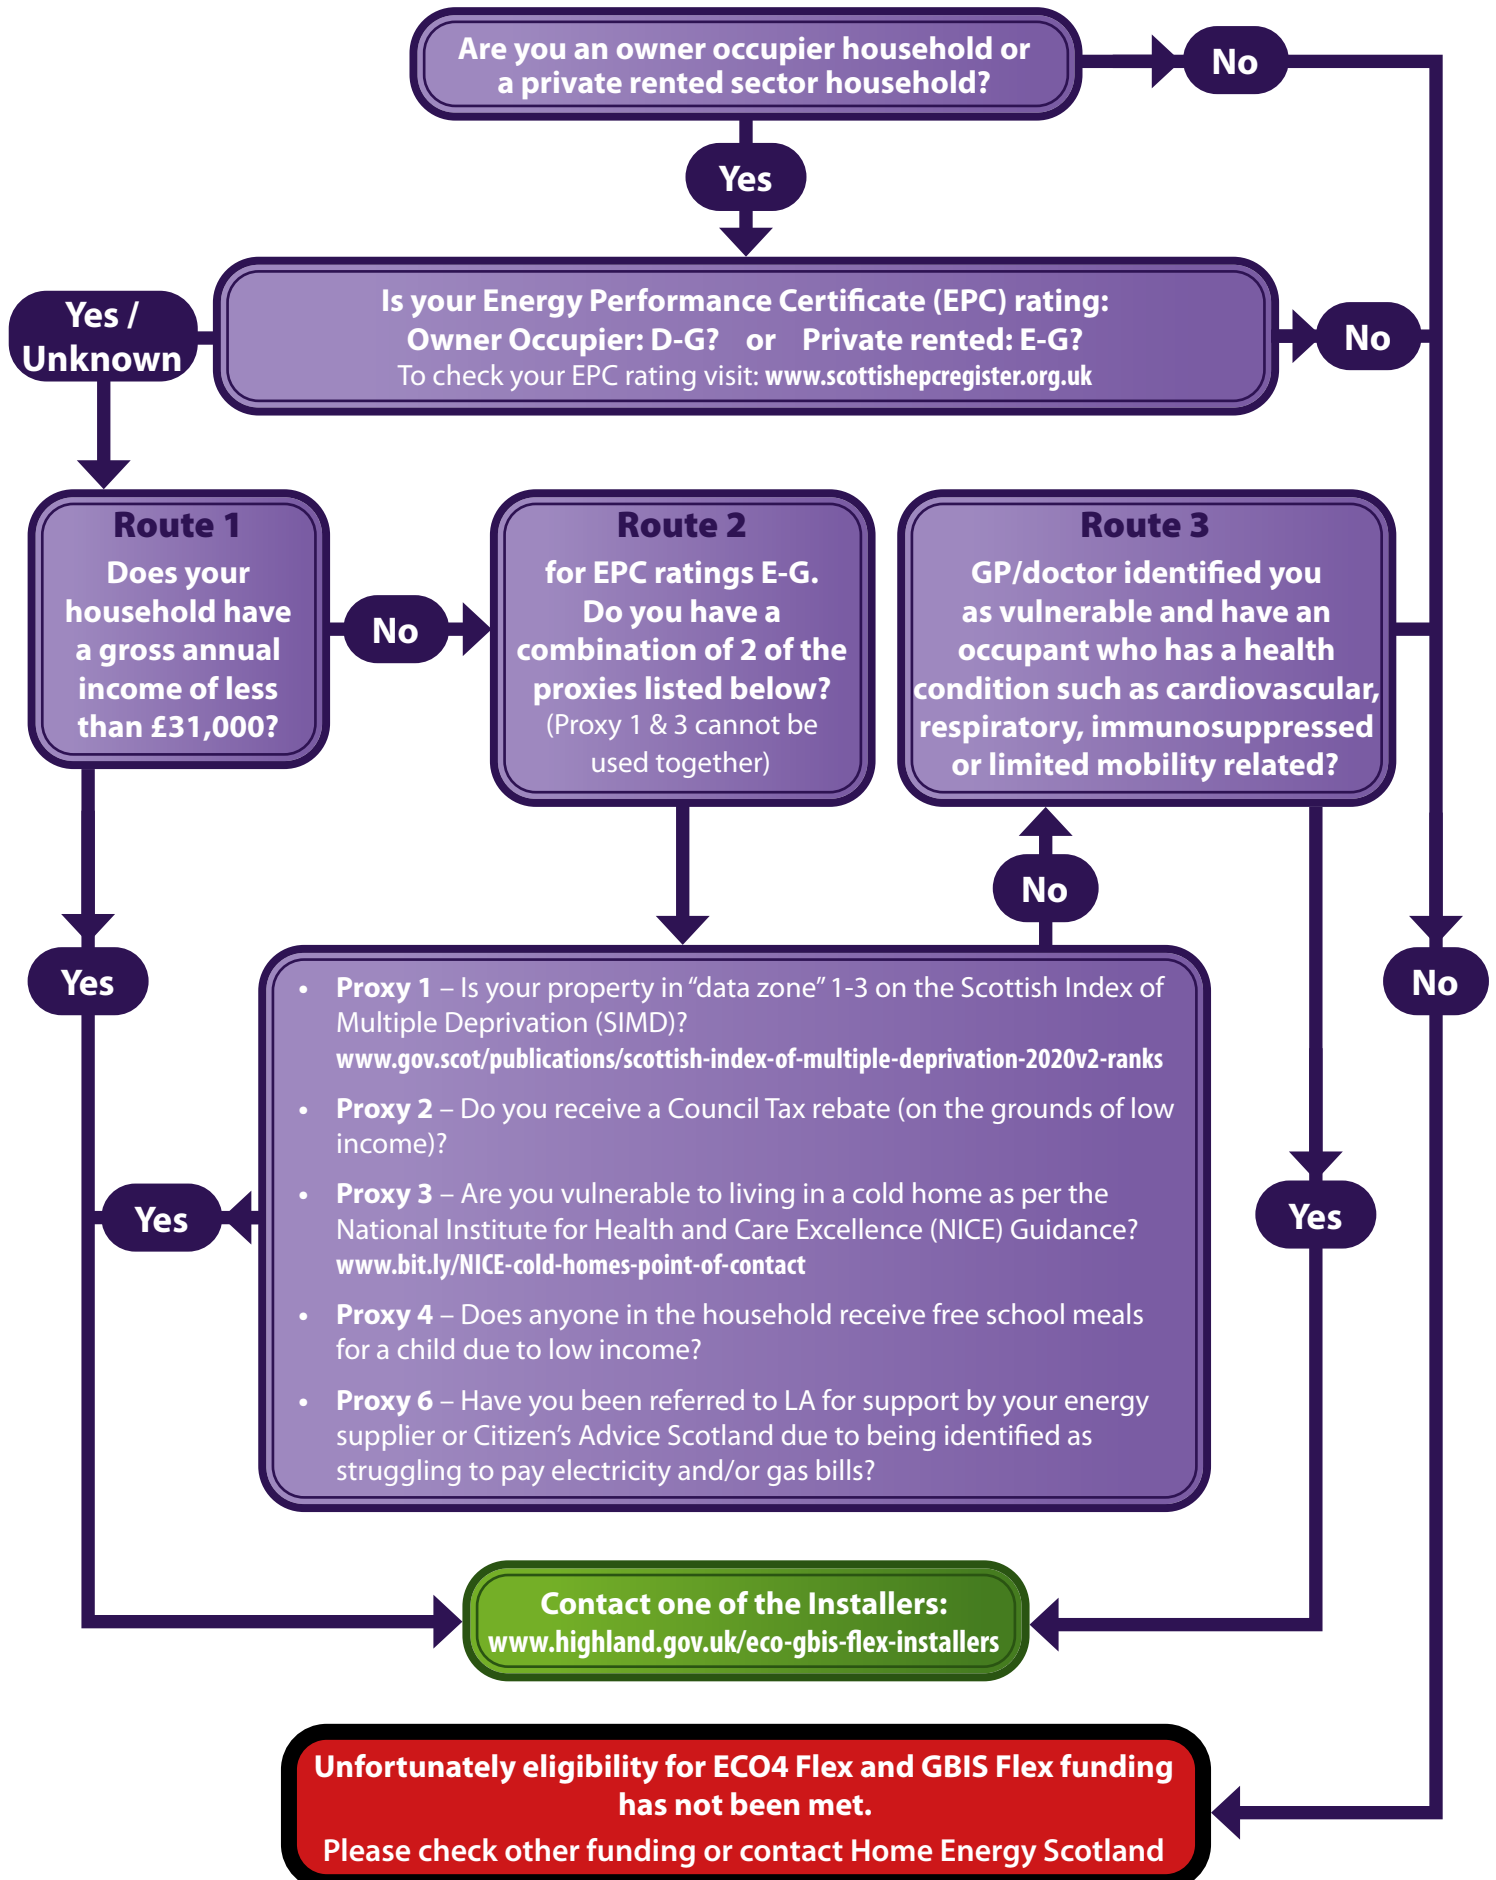 Are you an owner occupier household or
a private rented sector household?
No
Yes
Is your Energy Performance Certificate (EPC) rating:
Owner Occupier: D-G? or Private rented: E-G?
To check your EPC rating visit: www.scottishepcregister.org.uk
Yes /
Unknown
No
Route 1
Does your
household have
a gross annual
income of less
than £31,000?
No
Route 2
for EPC ratings E-G.
Do you have a
combination of 2 of the
proxies listed below?
(Proxy 1 & 3 cannot be
used together)
Route 3
GP/doctor identified you
as vulnerable and have an
occupant who has a health
condition such as cardiovascular,
respiratory, immunosuppressed
or limited mobility related?
No
Yes
No
• Proxy 1 – Is your property in “data zone” 1-3 on the Scottish Index of
Multiple Deprivation (SIMD)?
www.gov.scot/publications/scottish-index-of-multiple-deprivation-2020v2-ranks
• Proxy 2 – Do you receive a Council Tax rebate (on the grounds of low
income)?
• Proxy 3 – Are you vulnerable to living in a cold home as per the
National Institute for Health and Care Excellence (NICE) Guidance?
www.bit.ly/NICE-cold-homes-point-of-contact
• Proxy 4 – Does anyone in the household receive free school meals
for a child due to low income?
• Proxy 6 – Have you been referred to LA for support by your energy
supplier or Citizen’s Advice Scotland due to being identified as
struggling to pay electricity and/or gas bills?
Yes
Yes
Contact one of the Installers:
www.highland.gov.uk/eco-gbis-flex-installers
Unfortunately eligibility for ECO4 Flex and GBIS Flex funding
has not been met.
Please check other funding or contact Home Energy Scotland